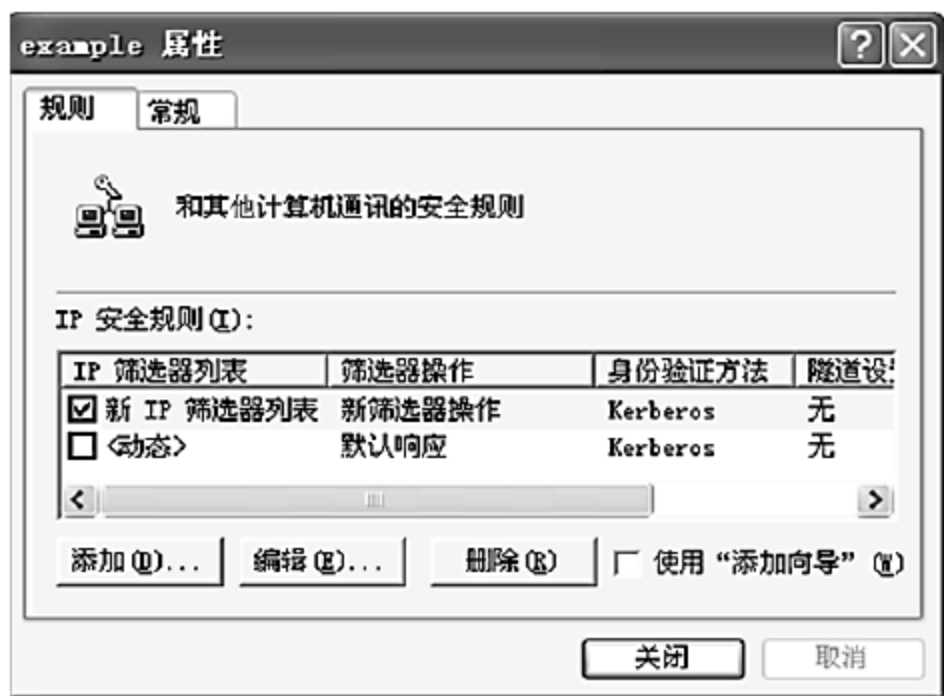 example 属性
规则 常规
和其他计算机通讯的安全规则
IP 安全规则(I):
IP 筛选器列表 筛选器操作 身份验证方法 隧道设
新 IP 筛选器列表 新筛选器操作 Kerberos 无
<动态> 默认响应 Kerberos 无
添加(D)... 编辑(E)... 删除(R) 使用“添加向导”(W)
关闭 取消